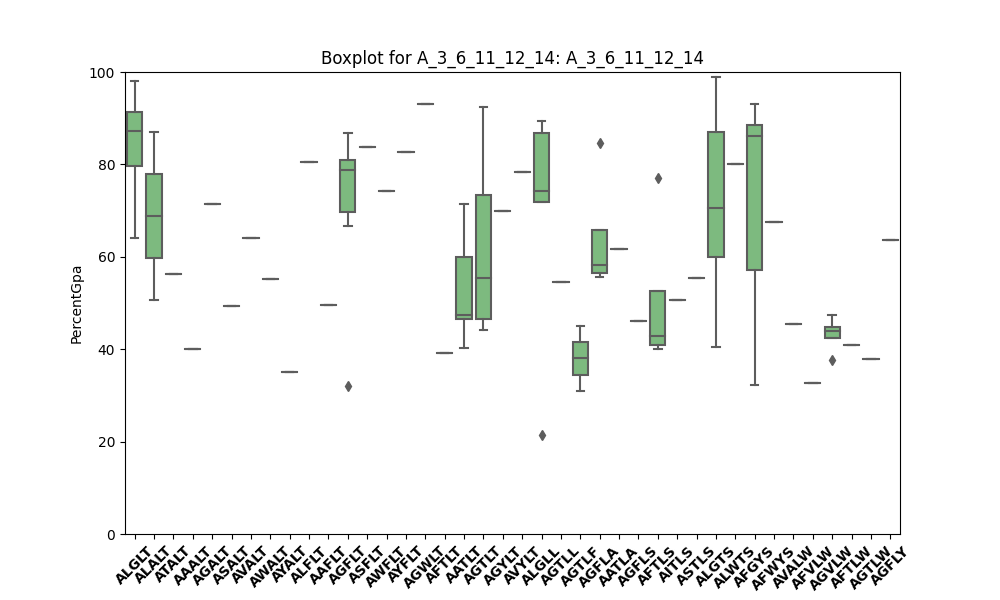 Boxplot for A_3_6_11_12_14: A_3_6_11_12_14
PercentGpa
100
80
60
40
20
0
ALGLT
ALALT
ATALT
AAALT
AGALT
ASALT
AVALT
AWALT
AYALT
ALFLT
AAFLT
AGFLT
ASFLT
AWFLT
AYFLT
AGWLT
AFTLT
AATLT
AGTLT
AGYLT
AVYLT
ALGLL
AGTLL
AGTLF
AGFLA
AATLA
AGFLS
AFTLS
AITLS
ASTLS
ALGTS
ALWTS
AFGYS
AFWYS
AVALW
AFVLW
AGVLW
AFTLW
AGTLW
AGFLY